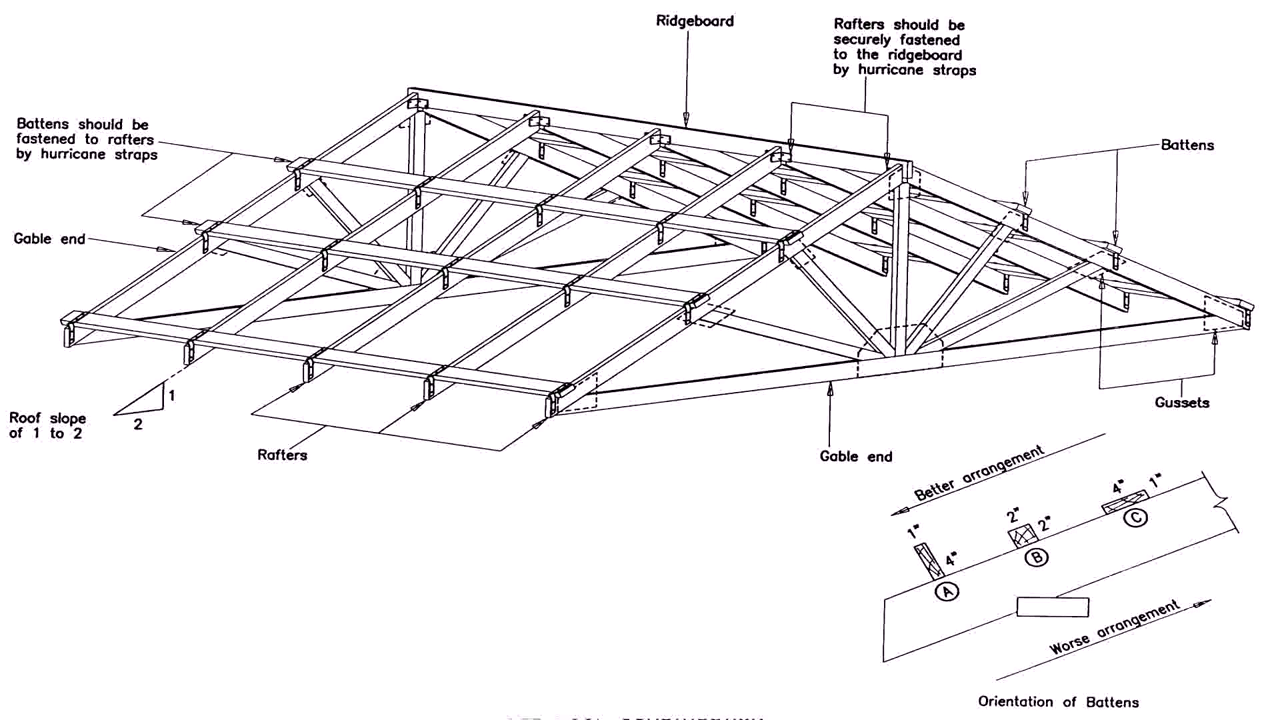 Ridgeboard
Rafters should be
securely fastened
to the ridgeboard
by hurricane straps
Battens should be
fastened to rafters
by hurricane straps
Battens
Gable end
1
2
Roof slope
of 1 to 2
Rafters
Gable end
Gussets
Better arrangement
1"
4"
A
2"
2"
B
4"
1"
C
Worse arrangement
Orientation of Battens